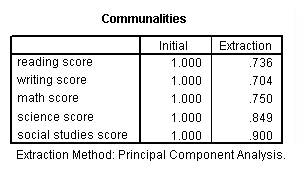 Communalities
Initial Extraction
reading score 1.000 .736
writing score 1.000 .704
math score 1.000 .750
science score 1.000 .849
social studies score 1.000 .900
Extraction Method: Principal Component Analysis.